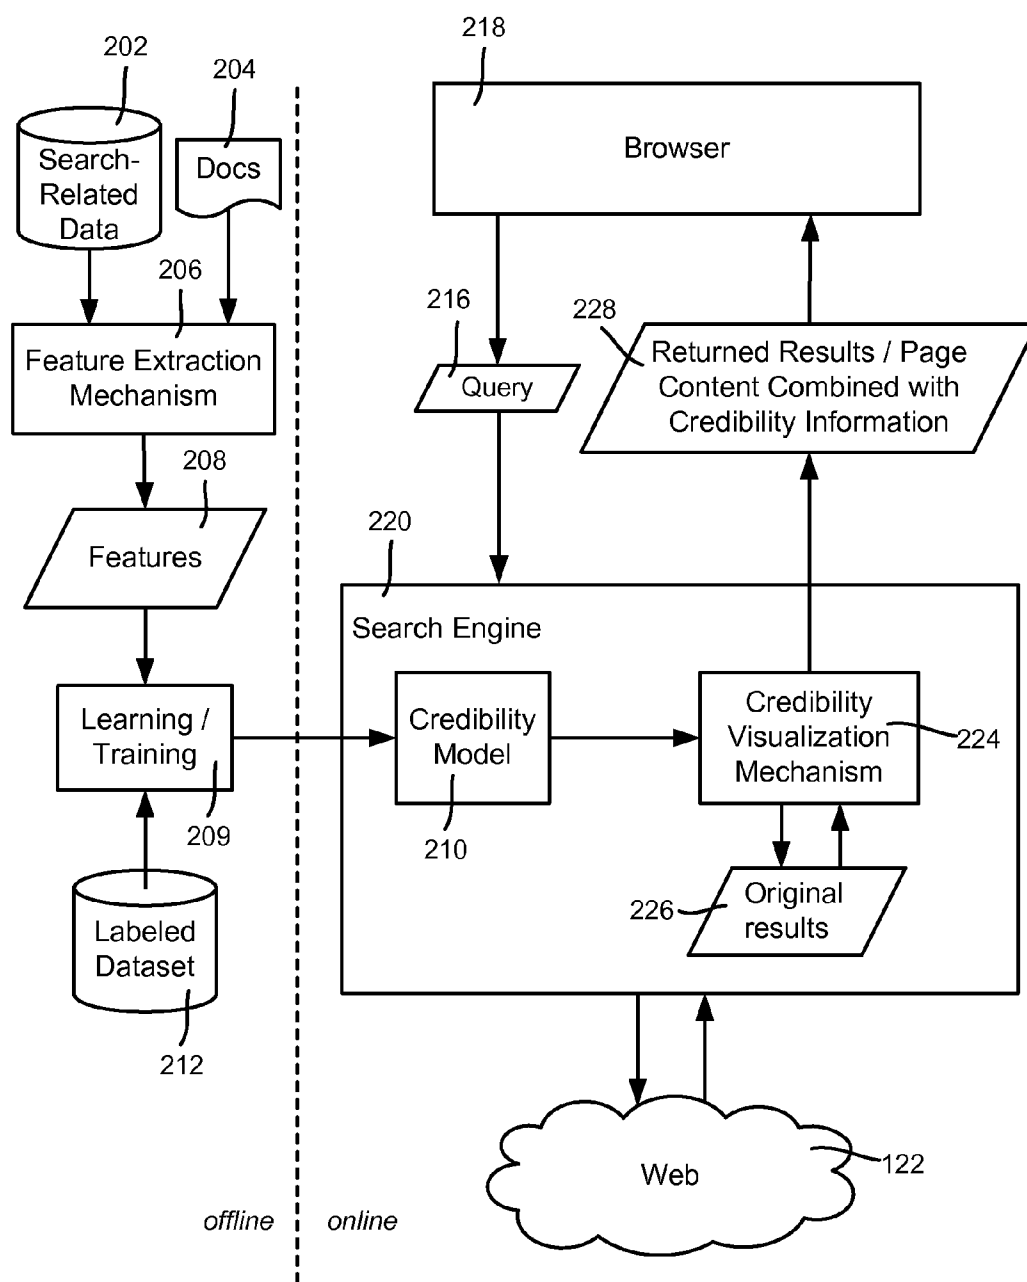 202
204
Search-
Related
Data
Docs
206
Feature Extraction
Mechanism
208
Features
Learning /
Training
209
Labeled
Dataset
212
offline
online
218
Browser
216
Query
228
Returned Results / Page
Content Combined with
Credibility Information
220
Search Engine
Credibility
Model
210
Credibility
Visualization
Mechanism
224
226
Original
results
Web
122